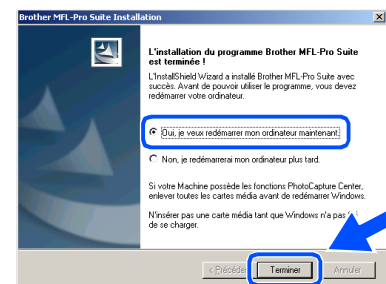 Brother MFL-Pro Suite Installation
L'installation du programme Brother MFL-Pro Suite
est terminée !
L'InstallShield Wizard a installé Brother MFL-Pro Suite avec
succès. Avant de pouvoir utiliser le programme, vous devez
redémarrer votre ordinateur.
Oui, je veux redémarrer mon ordinateur maintenant.
Non, je redémarrerai mon ordinateur plus tard.
Si votre Machine possède les fonctions PhotoCapture Center,
enlever toutes les cartes média avant de redémarrer Windows.
N'insérer pas une carte média tant que Windows n'a pas
de se charger.
< Précéden Terminer Annuler